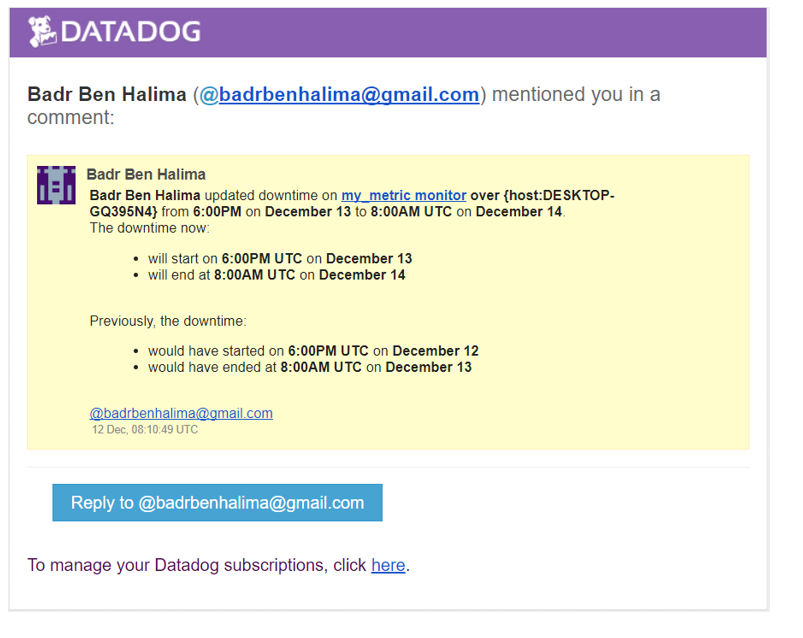 DATADOG
Badr Ben Halima (@badrbenhalima@gmail.com) mentioned you in a
comment:
Badr Ben Halima
Badr Ben Halima updated downtime on my_metric monitor over {host:DESKTOP-
GQ395N4} from 6:00PM on December 13 to 8:00AM UTC on December 14.
The downtime now:
• will start on 6:00PM UTC on December 13
• will end at 8:00AM UTC on December 14
Previously, the downtime:
• would have started on 6:00PM UTC on December 12
• would have ended at 8:00AM UTC on December 13
@badrbenhalima@gmail.com
12 Dec, 08:10:49 UTC
Reply to @badrbenhalima@gmail.com
To manage your Datadog subscriptions, click here.